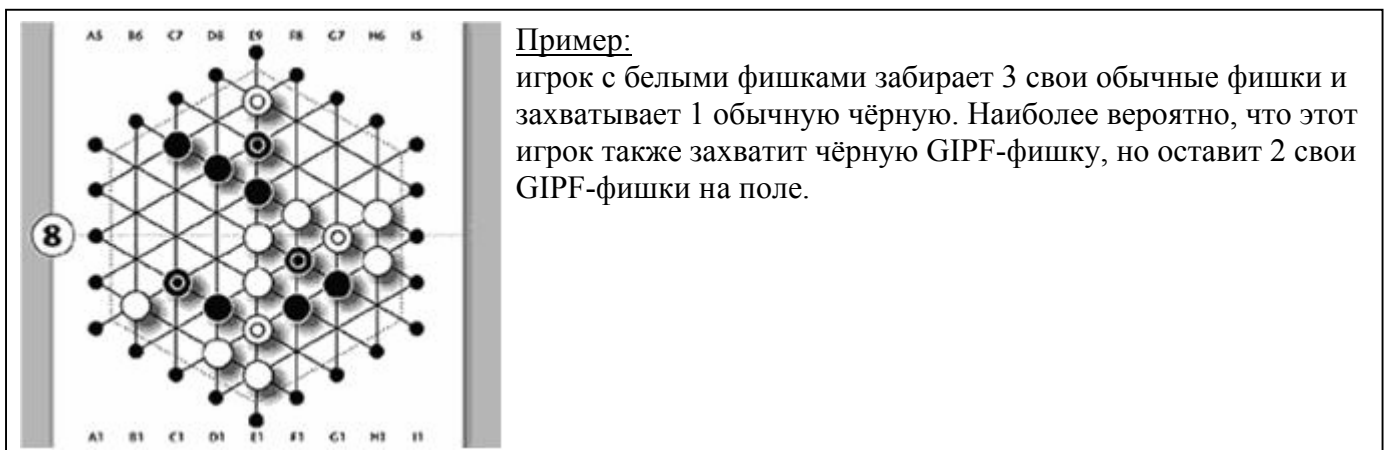 A5 B6 C7 D8 E9 F8 G7 H6 I5
Пример:
игрок с белыми фишками забирает 3 свои обычные фишки и
захватывает 1 обычную чёрную. Наиболее вероятно, что этот
игрок также захватит чёрную GIPF-фишку, но оставит 2 свои
GIPF-фишки на поле.
8
A1 B1 C1 D1 E1 F1 G1 H1 I1